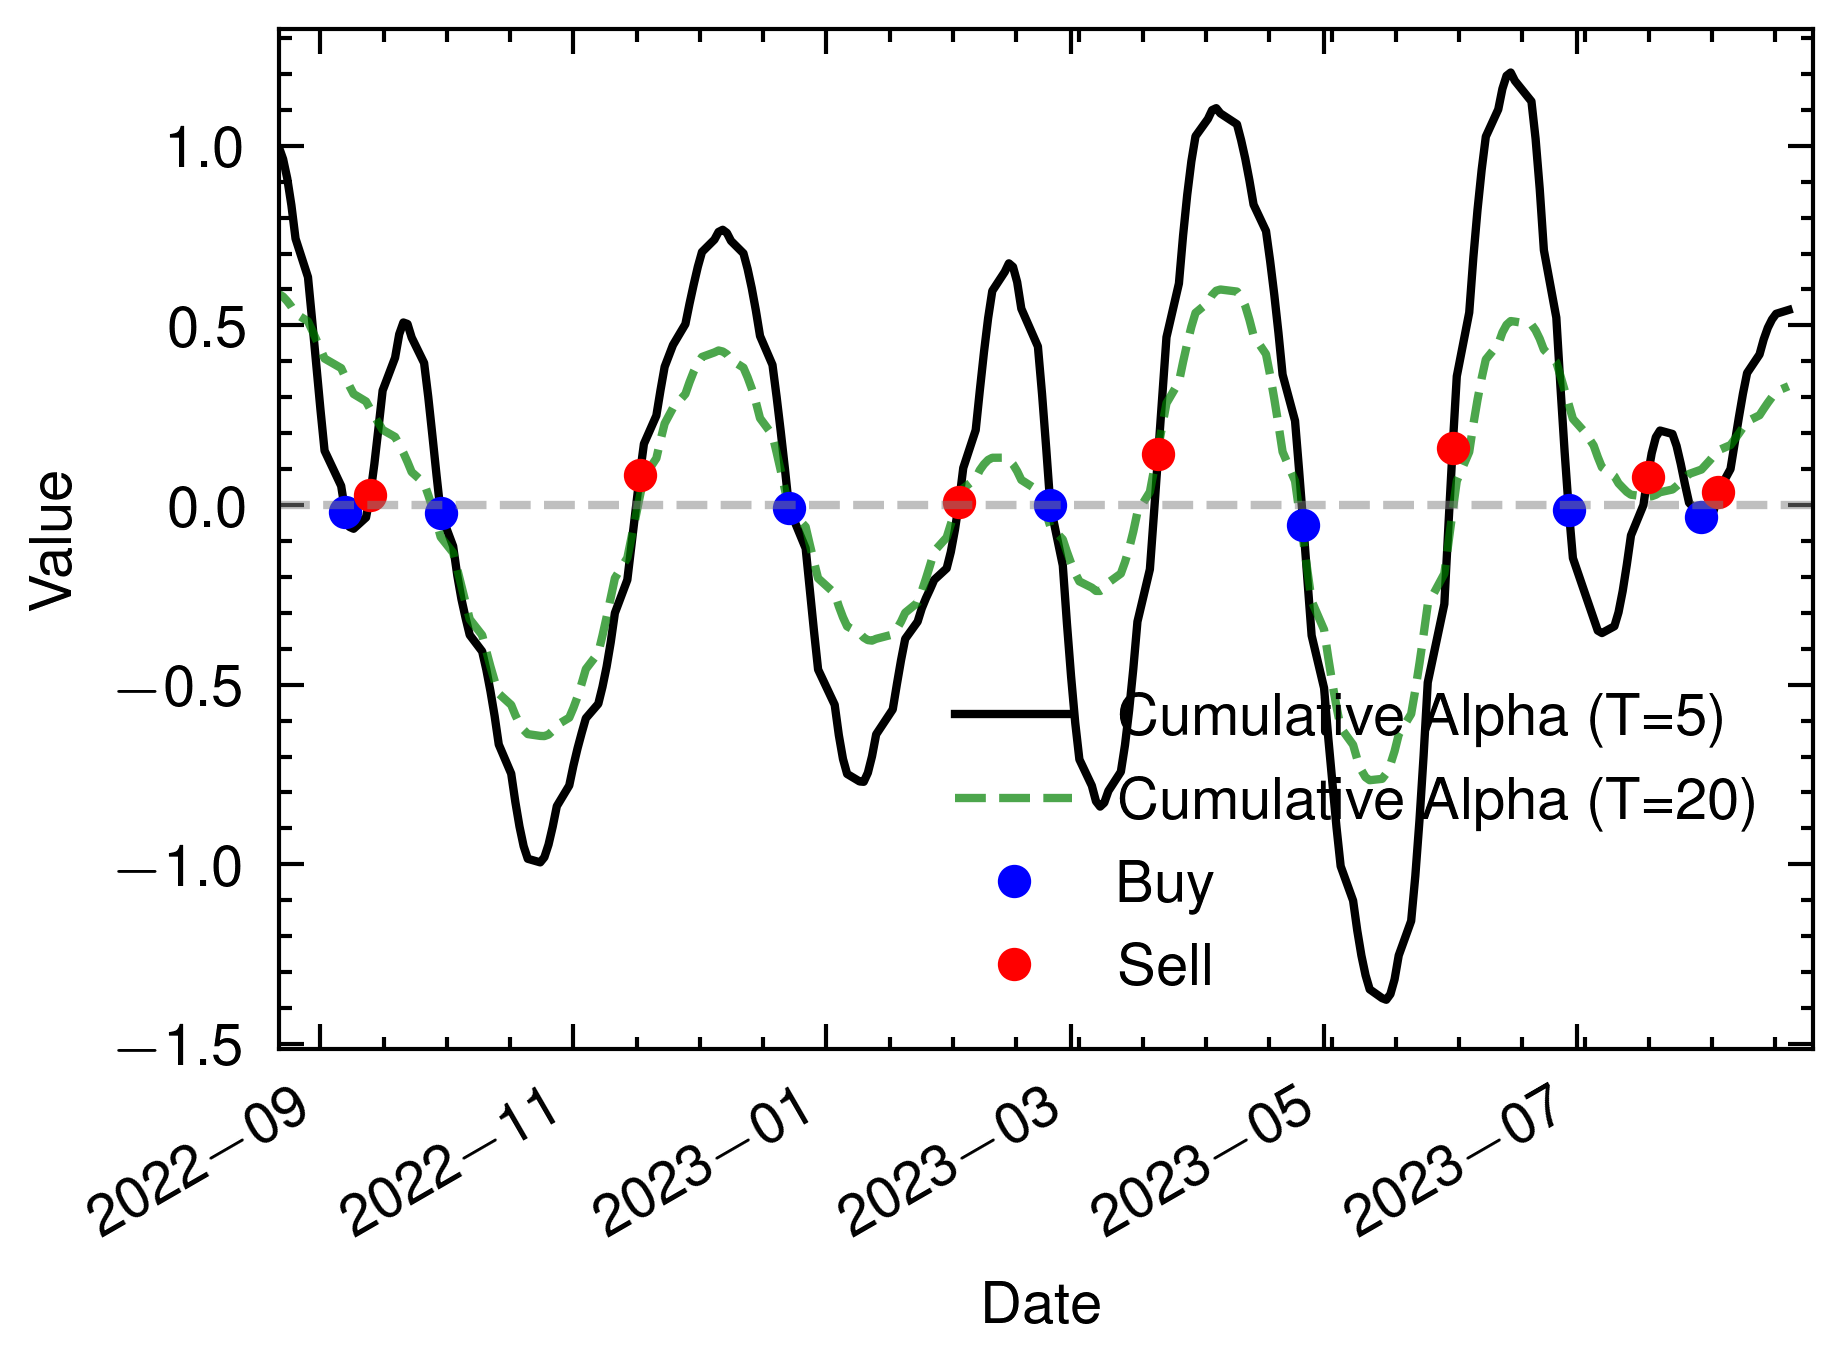 1.0
0.5
0.0
−0.5
−1.0
−1.5
Value
Cumulative Alpha (T=5)
Cumulative Alpha (T=20)
Buy
Sell
2022−09
2022−11
2023−01
2023−03
2023−05
2023−07
Date